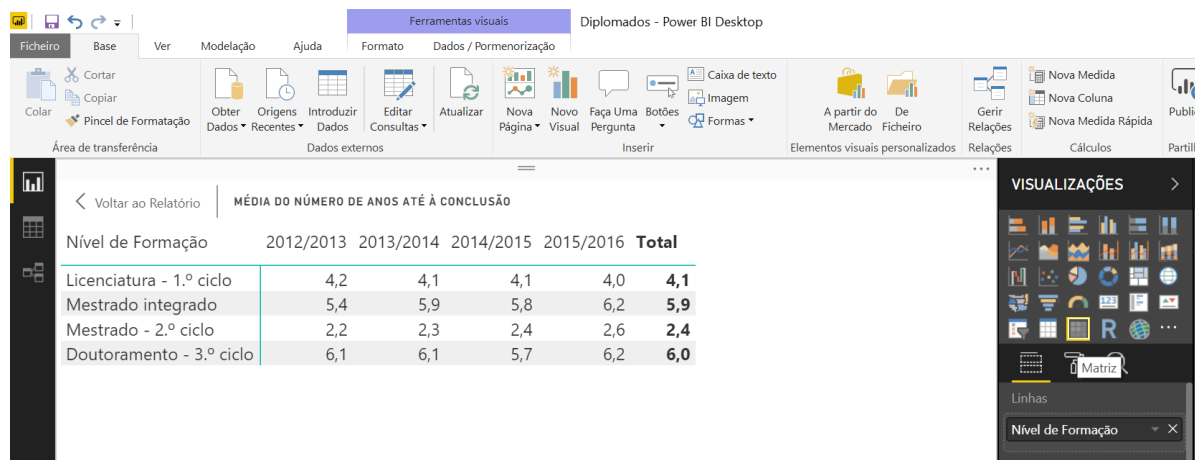 Ferramentas visuais
Diplomados - Power BI Desktop
Ficheiro Base Ver Modelação Ajuda Formato Dados / Pormenorização
Cortar
Copiar
Pincel de Formatação
Colar
Área de transferência
Obter Dados
Origens Recentes
Introduzir Dados
Editar Consultas
Atualizar
Dados externos
Nova Página
Novo Visual
Faça Uma Pergunta
Botões
Caixa de texto
Imagem
Formas
Inserir
A partir do Mercado
De Ficheiro
Elementos visuais personalizados
Gerir Relações
Relações
Nova Medida
Nova Coluna
Nova Medida Rápida
Cálculos
Public
Partill
Voltar ao Relatório
MÉDIA DO NÚMERO DE ANOS ATÉ À CONCLUSÃO
Nível de Formação 2012/2013 2013/2014 2014/2015 2015/2016 Total
Licenciatura - 1.º ciclo 4,2 4,1 4,1 4,0 4,1
Mestrado integrado 5,4 5,9 5,8 6,2 5,9
Mestrado - 2.º ciclo 2,2 2,3 2,4 2,6 2,4
Doutoramento - 3.º ciclo 6,1 6,1 5,7 6,2 6,0
VISUALIZAÇÕES
123
R
Matriz
Linhas
Nível de Formação